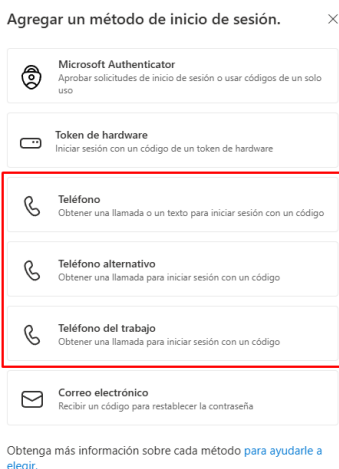 Agregar un método de inicio de sesión.
Microsoft Authenticator
Aprobar solicitudes de inicio de sesión o usar códigos de un solo
uso
Token de hardware
Iniciar sesión con un código de un token de hardware
Teléfono
Obtener una llamada o un texto para iniciar sesión con un código
Teléfono alternativo
Obtener una llamada para iniciar sesión con un código
Teléfono del trabajo
Obtener una llamada para iniciar sesión con un código
Correo electrónico
Recibir un código para restablecer la contraseña
Obtenga más información sobre cada método para ayudarle a
elegir.